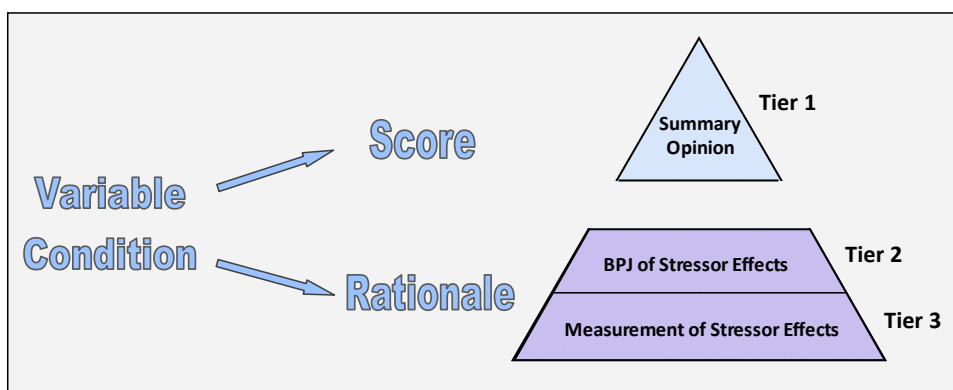 Variable
Condition
Score
Rationale
Summary
Opinion
Tier 1
BPJ of Stressor Effects
Tier 2
Measurement of Stressor Effects
Tier 3